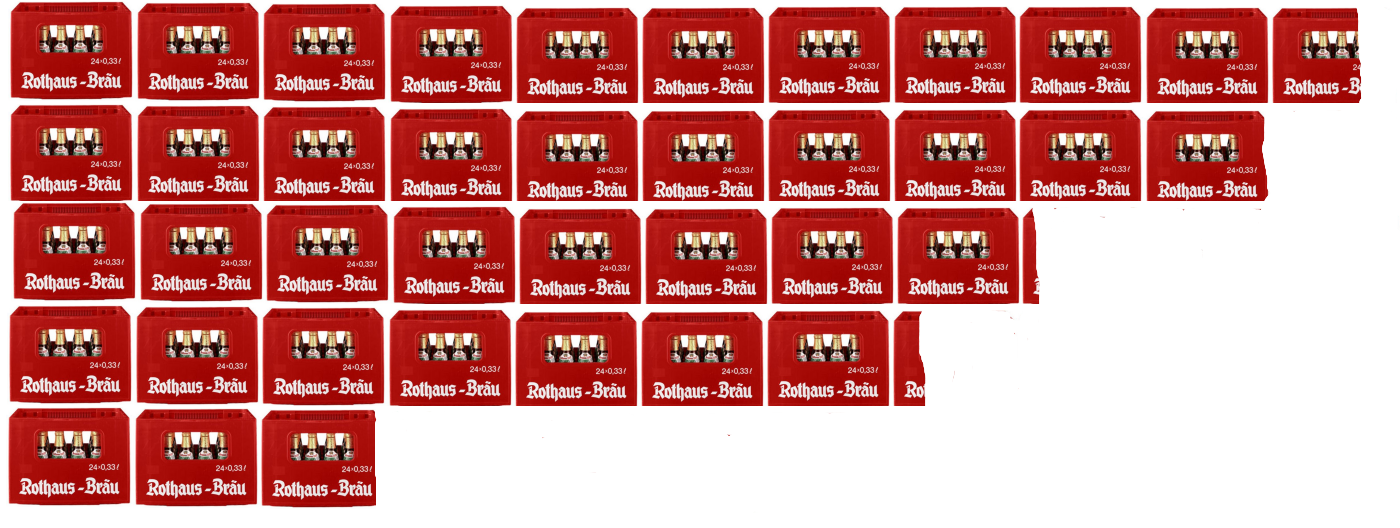 24×0,33 ℓ 24×0,33 ℓ 24×0,33 ℓ 24×0,33 ℓ 24×0,33 ℓ 24×0,33 ℓ 24×0,33 ℓ 24×0,33 ℓ 24×0,33 ℓ 24×0,33 ℓ 2
Rothaus-Bräu Rothaus-Bräu Rothaus-Bräu Rothaus-Bräu Rothaus-Bräu Rothaus-Bräu Rothaus-Bräu Rothaus-Bräu Rothaus-Bräu Rothaus-Bräu Rothaus-B
24×0,33 ℓ 24×0,33 ℓ 24×0,33 ℓ 24×0,33 ℓ 24×0,33 ℓ 24×0,33 ℓ 24×0,33 ℓ 24×0,33 ℓ 24×0,33 ℓ 24×0,33 ℓ
Rothaus-Bräu Rothaus-Bräu Rothaus-Bräu Rothaus-Bräu Rothaus-Bräu Rothaus-Bräu Rothaus-Bräu Rothaus-Bräu Rothaus-Bräu Rothaus-Bräu
24×0,33 ℓ 24×0,33 ℓ 24×0,33 ℓ 24×0,33 ℓ 24×0,33 ℓ 24×0,33 ℓ 24×0,33 ℓ 24×0,33 ℓ
Rothaus-Bräu Rothaus-Bräu Rothaus-Bräu Rothaus-Bräu Rothaus-Bräu Rothaus-Bräu Rothaus-Bräu Rothaus-Bräu
24×0,33 ℓ 24×0,33 ℓ 24×0,33 ℓ 24×0,33 ℓ 24×0,33 ℓ 24×0,33 ℓ 24×0,33 ℓ
Rothaus-Bräu Rothaus-Bräu Rothaus-Bräu Rothaus-Bräu Rothaus-Bräu Rothaus-Bräu Rothaus-Bräu Ro
24×0,33 ℓ 24×0,33 ℓ 24×0,33 ℓ
Rothaus-Bräu Rothaus-Bräu Rothaus-Bräu